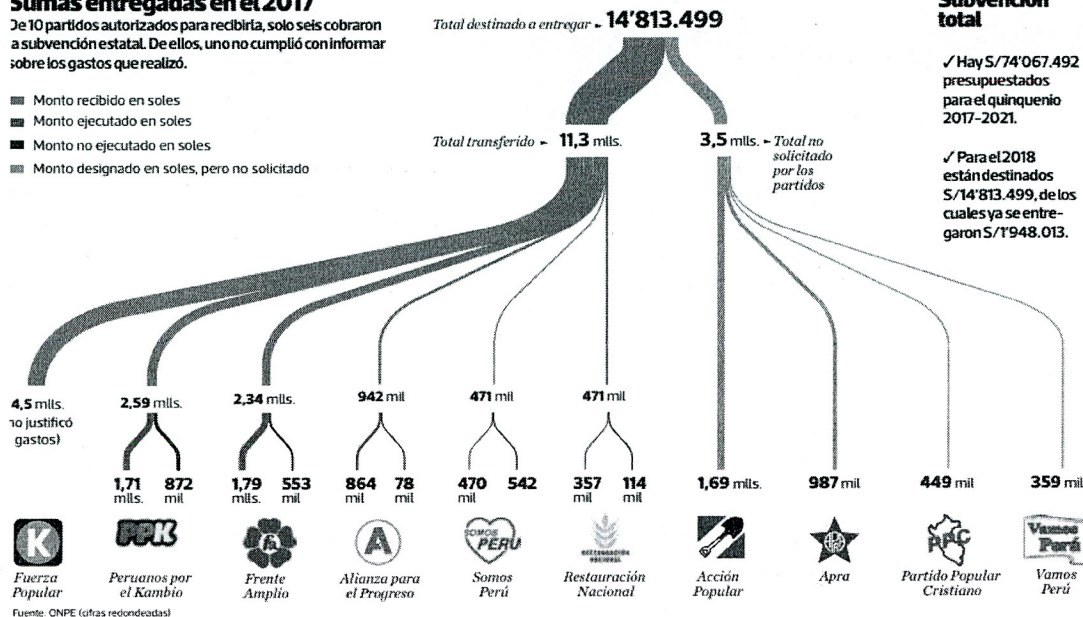 Sumas entregadas en el 2017
De 10 partidos autorizados para recibirla, solo seis cobraron
la subvención estatal. De ellos, uno no cumplió con informar
sobre los gastos que realizó.
Monto recibido en soles
Monto ejecutado en soles
Monto no ejecutado en soles
Monto designado en soles, pero no solicitado
Total destinado a entregar 14'813.499
Total transferido 11,3 mlls.
3,5 mlls. Total no
solicitado
por los
partidos
Subvención
total
✓ Hay S/74'067.492
presupuestados
para el quinquenio
2017-2021.
✓ Para el 2018
están destinados
S/14'813.499, de los
cuales ya se entre-
garon S/1'948.013.
4,5 mlls.
no justificó
gastos)
2,59 mlls.
2,34 mlls.
942 mil
471 mil
471 mil
1,71
mlls.
872
mil
1,79
mlls.
553
mil
864
mil
78
mil
470
mil
542
357
mil
114
mil
1,69 mlls.
987 mil
449 mil
359 mil
K
PPK
fa
A
SOMOS
PERU
RESTAURACIÓN
NACIONAL
PPC
Vamos
Perú
Fuerza
Popular
Peruanos por
el Kambio
Frente
Amplio
Alianza para
el Progreso
Somos
Perú
Restauración
Nacional
Acción
Popular
Apra
Partido Popular
Cristiano
Vamos
Perú
Fuente: ONPE (cifras redondeadas)